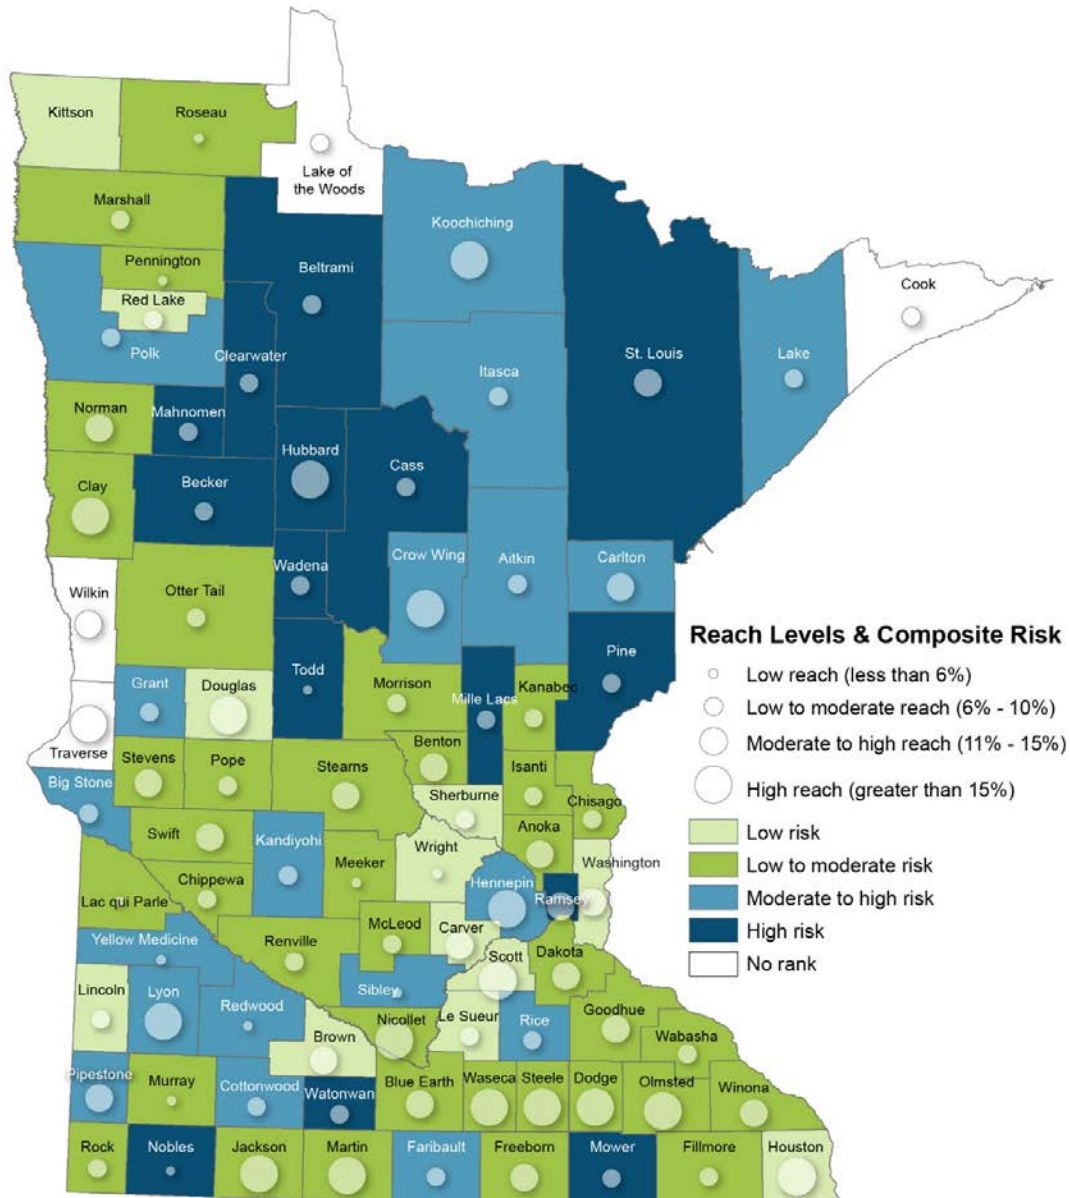 Kittson
Roseau
Lake of
the Woods
Marshall
Koochiching
Pennington
Beltrami
Red Lake
Cook
Polk
Clearwater
St. Louis
Lake
Itasca
Norman
Mahnomen
Hubbard
Cass
Clay
Becker
Crow Wing
Aitkin
Carlton
Wadena
Wilkin
Otter Tail
Reach Levels & Composite Risk
Low reach (less than 6%)
Low to moderate reach (6% - 10%)
Moderate to high reach (11% - 15%)
High reach (greater than 15%)
Low risk
Low to moderate risk
Moderate to high risk
High risk
No rank
Pine
Todd
Grant
Douglas
Morrison
Mille Lacs
Kanabec
Traverse
Stevens
Pope
Stearns
Benton
Isanti
Big Stone
Sherburne
Chisago
Swift
Kandiyohi
Anoka
Wright
Meeker
Washington
Chippewa
Hennepin
Ramsey
Lac qui Parle
McLeod
Carver
Yellow Medicine
Renville
Scott
Dakota
Lincoln
Lyon
Redwood
Sibley
Nicollet
Le Sueur
Rice
Goodhue
Wabasha
Brown
Pipestone
Murray
Cottonwood
Watonwan
Blue Earth
Waseca
Steele
Dodge
Olmsted
Winona
Rock
Nobles
Jackson
Martin
Faribault
Freeborn
Mower
Fillmore
Houston